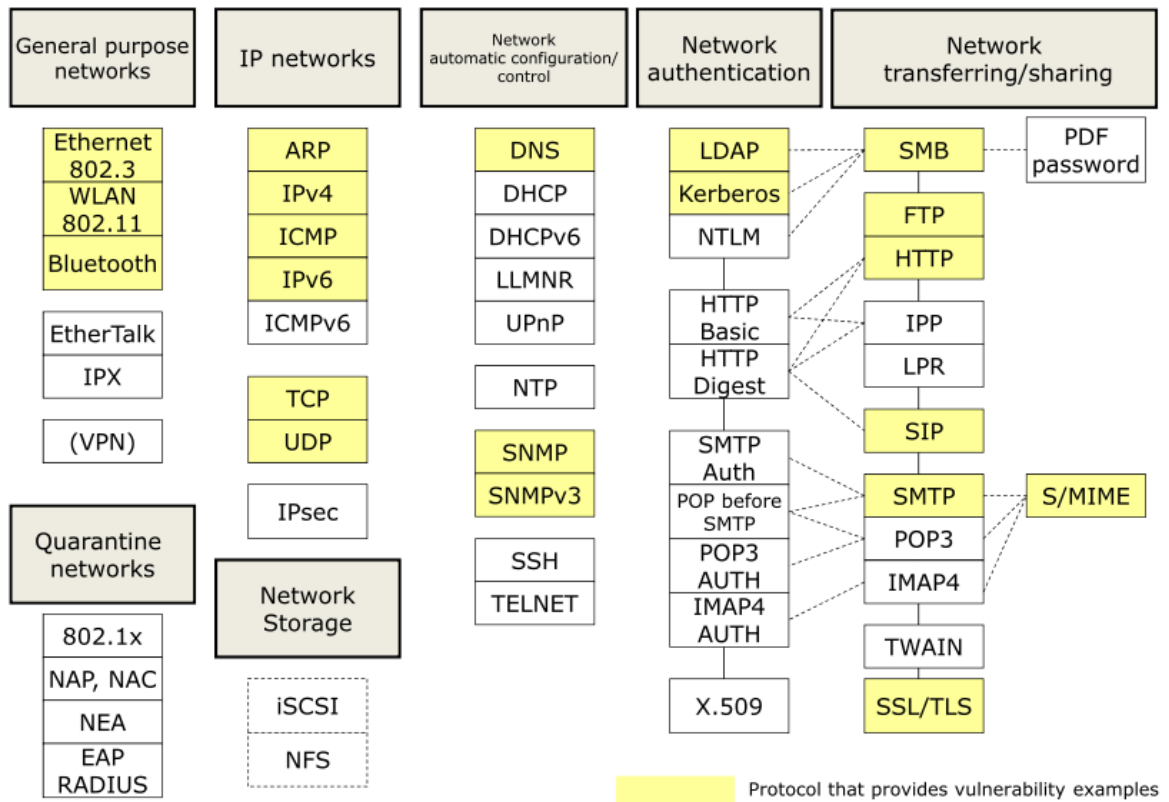 General purpose
networks
IP networks
Network
automatic configuration/
control
Network
authentication
Network
transferring/sharing
Ethernet
802.3
WLAN
802.11
Bluetooth
EtherTalk
IPX
(VPN)
Quarantine
networks
802.1x
NAP, NAC
NEA
EAP
RADIUS
ARP
IPv4
ICMP
IPv6
ICMPv6
TCP
UDP
IPsec
Network
Storage
iSCSI
NFS
DNS
DHCP
DHCPv6
LLMNR
UPnP
NTP
SNMP
SNMPv3
SSH
TELNET
LDAP
Kerberos
NTLM
HTTP
Basic
HTTP
Digest
SMTP
Auth
POP before
SMTP
POP3
AUTH
IMAP4
AUTH
X.509
SMB
FTP
HTTP
IPP
LPR
SIP
SMTP
POP3
IMAP4
TWAIN
SSL/TLS
PDF
password
S/MIME
Protocol that provides vulnerability examples